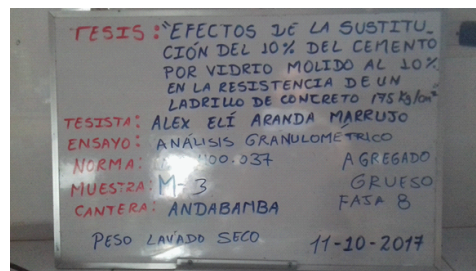 TESIS: "EFECTOS DE LA SUSTITU_
CIÓN DEL 10% DEL CEMENTO
POR VIDRIO MOLIDO AL 10%
EN LA RESISTENCIA DE UN
LADRILLO DE CONCRETO 175 Kg/cm²
TESISTA: ALEX ELÍ ARANDA MARRUJO
ENSAYO: ANÁLISIS GRANULOMÉTRICO
NORMA: 400.037
AGREGADO
MUESTRA: M-3
GRUESO
CANTERA: ANDABAMBA
FAJA 8
PESO LAVADO SECO
11-10-2017